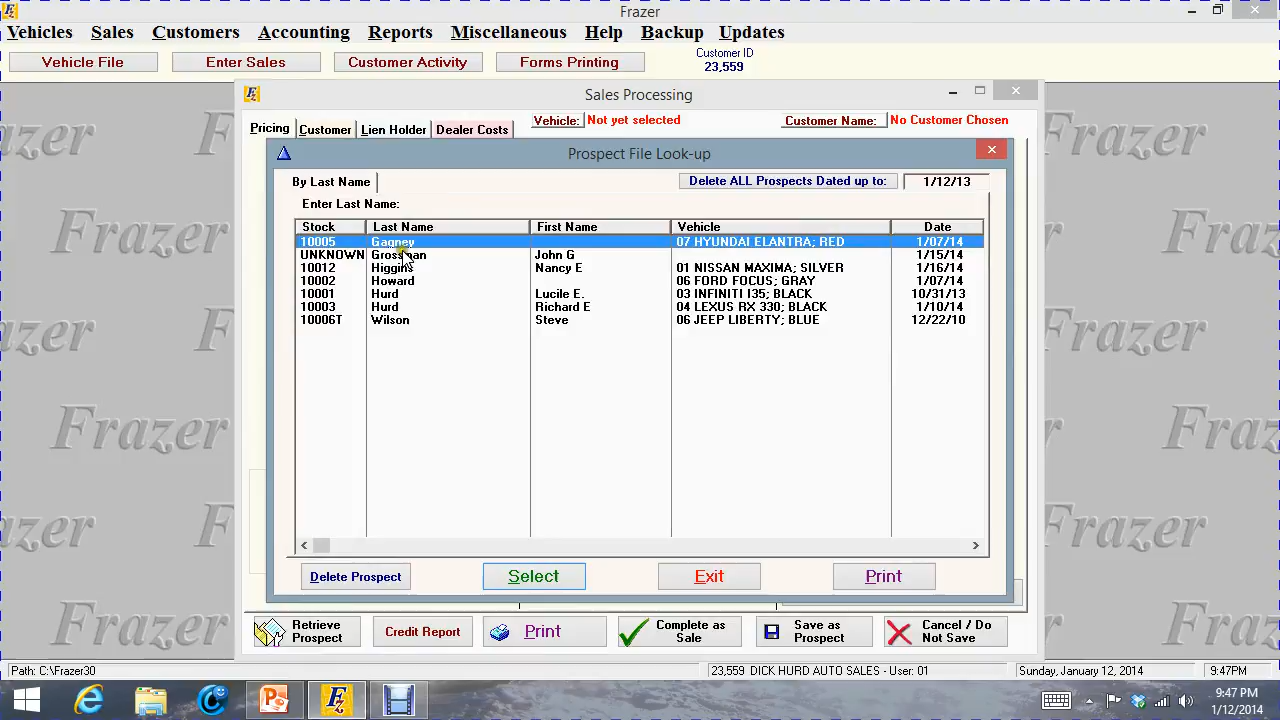 Frazer
Vehicles Sales Customers Accounting Reports Miscellaneous Help Backup Updates
Vehicle File Enter Sales Customer Activity Forms Printing
Customer ID
23,559
Sales Processing
Pricing Customer Lien Holder Dealer Costs Vehicle: Not yet selected Customer Name: No Customer Chosen
Prospect File Look-up
By Last Name Delete ALL Prospects Dated up to: 1/12/13
Enter Last Name:
Stock Last Name First Name Vehicle Date
10005 Gagney 07 HYUNDAI ELANTRA; RED 1/07/14
UNKNOWN Grossman John G 1/15/14
10012 Higgins Nancy E 01 NISSAN MAXIMA; SILVER 1/16/14
10002 Howard 06 FORD FOCUS; GRAY 1/07/14
10001 Hurd Lucile E. 03 INFINITI I35; BLACK 10/31/13
10003 Hurd Richard E 04 LEXUS RX 330; BLACK 1/10/14
10006T Wilson Steve 06 JEEP LIBERTY; BLUE 12/22/10
Delete Prospect Select Exit Print
Retrieve Prospect Credit Report Print Complete as Sale Save as Prospect Cancel / Do Not Save
Path: C:\Frazer30 23,559 DICK HURD AUTO SALES - User: 01 Sunday, January 12, 2014 9:47PM
9:47 PM
1/12/2014